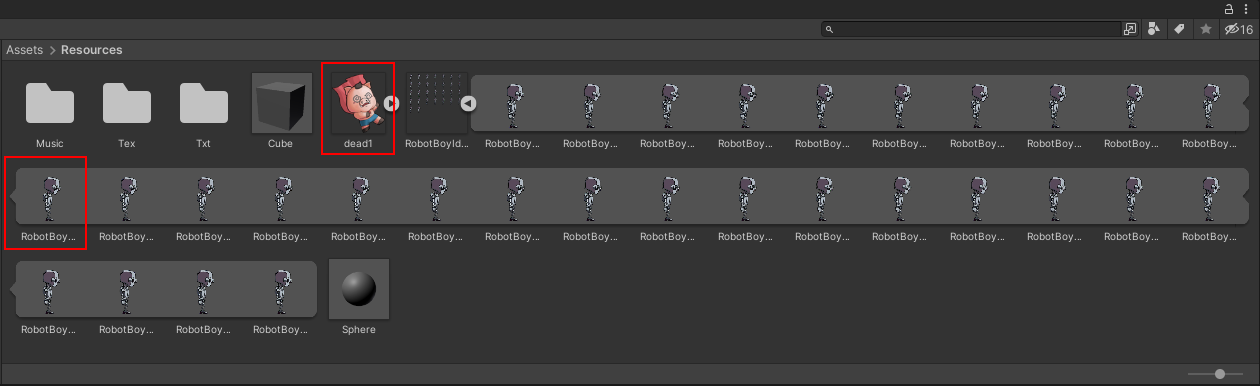 16
Assets > Resources
Music Tex Txt Cube dead1 RobotBoyId... RobotBoy... RobotBoy... RobotBoy... RobotBoy... RobotBoy... RobotBoy... RobotBoy... RobotBoy... RobotBoy... RobotBoy...
RobotBoy... RobotBoy... RobotBoy... RobotBoy... RobotBoy... RobotBoy... RobotBoy... RobotBoy... RobotBoy... RobotBoy... RobotBoy... RobotBoy... RobotBoy... RobotBoy... RobotBoy... RobotBoy...
RobotBoy... RobotBoy... RobotBoy... RobotBoy... Sphere